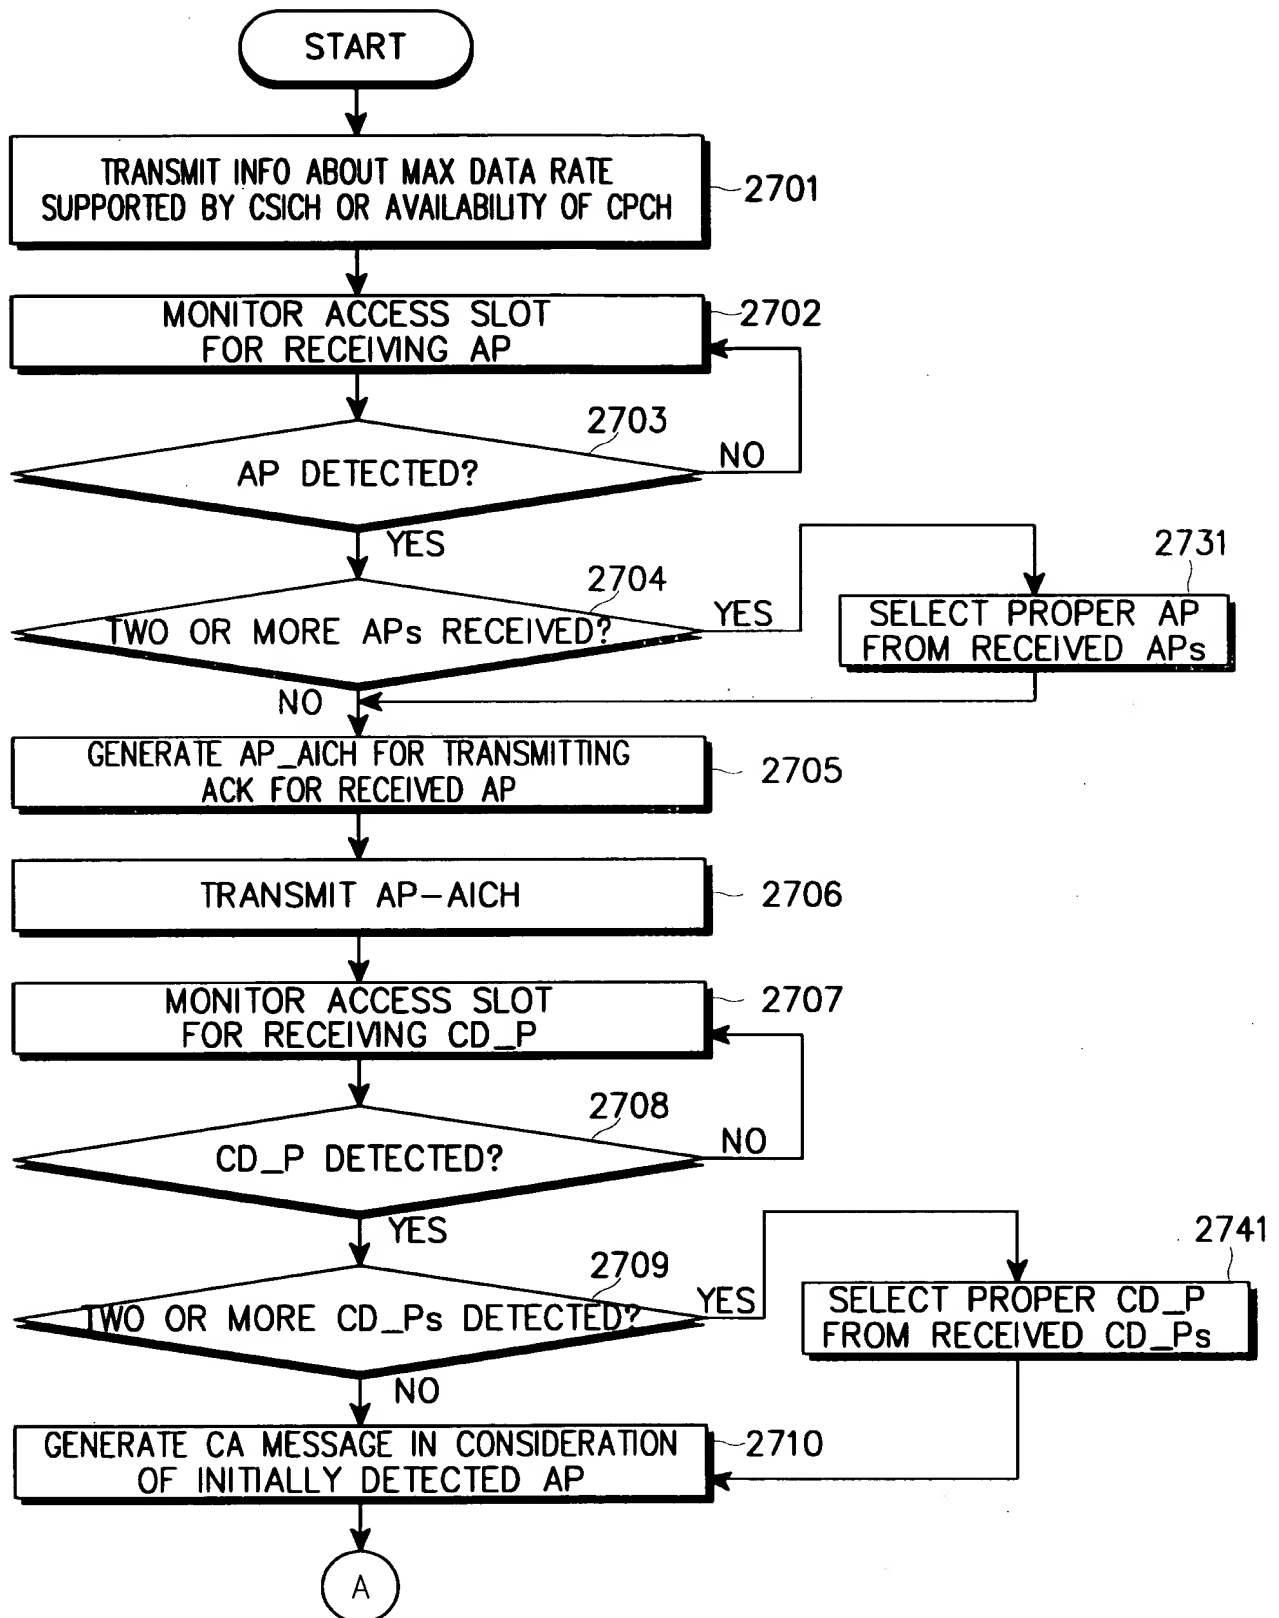 START
TRANSMIT INFO ABOUT MAX DATA RATE
SUPPORTED BY CSICH OR AVAILABILITY OF CPCH
2701
MONITOR ACCESS SLOT
FOR RECEIVING AP
2702
2703
AP DETECTED?
NO
YES
2704
TWO OR MORE APs RECEIVED?
YES
2731
SELECT PROPER AP
FROM RECEIVED APs
NO
GENERATE AP_AICH FOR TRANSMITTING
ACK FOR RECEIVED AP
2705
TRANSMIT AP-AICH
2706
MONITOR ACCESS SLOT
FOR RECEIVING CD_P
2707
2708
CD_P DETECTED?
NO
YES
2709
TWO OR MORE CD_Ps DETECTED?
YES
2741
SELECT PROPER CD_P
FROM RECEIVED CD_Ps
NO
GENERATE CA MESSAGE IN CONSIDERATION
OF INITIALLY DETECTED AP
2710
A